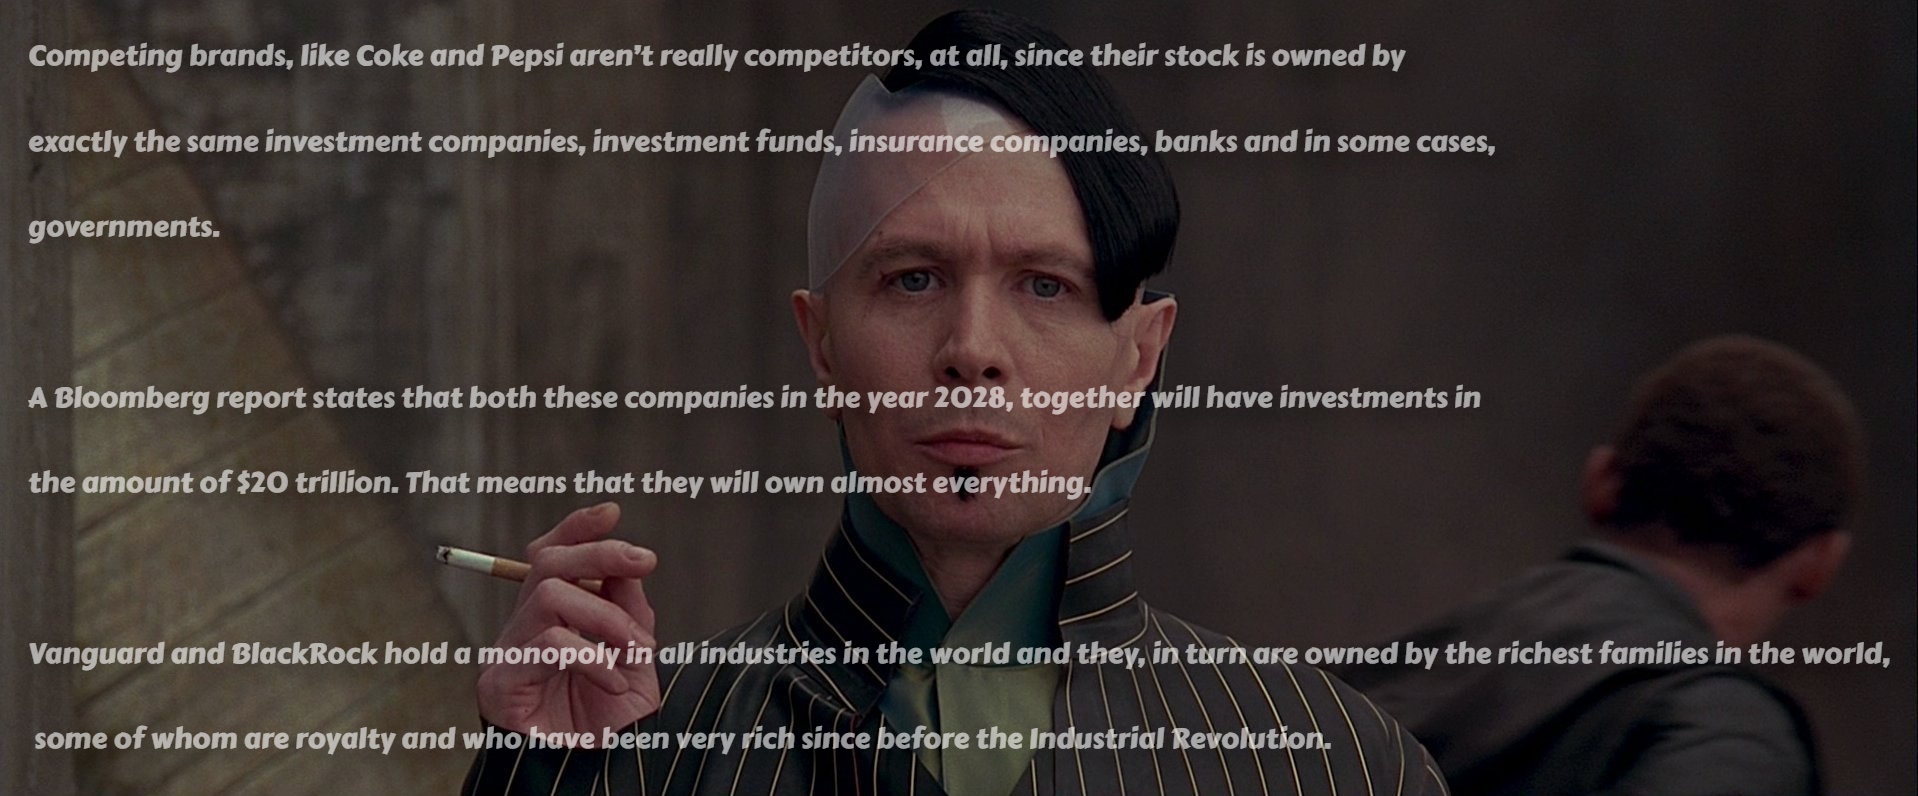 Competing brands, like Coke and Pepsi aren't really competitors, at all, since their stock is owned by
exactly the same investment companies, investment funds, insurance companies, banks and in some cases,
governments.
A Bloomberg report states that both these companies in the year 2028, together will have investments in
the amount of $20 trillion. That means that they will own almost everything.
Vanguard and BlackRock hold a monopoly in all industries in the world and they, in turn are owned by the richest families in the world,
some of whom are royalty and who have been very rich since before the Industrial Revolution.